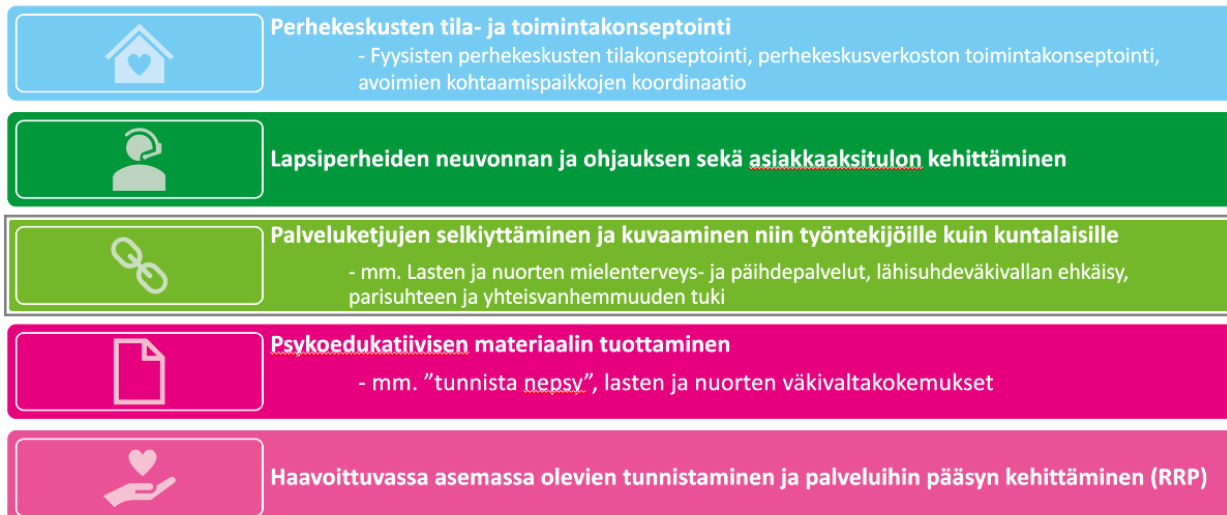 Perhekeskusten tila- ja toimintakonseptointi
- Fyysisten perhekeskusten tilakonseptointi, perhekeskusverkoston toimintakonseptointi,
avoimien kohtaamispaikkojen koordinaatio
Lapsiperheiden neuvonnan ja ohjauksen sekä asiakkaaksitulon kehittäminen
Palveluketjujen selkiyttäminen ja kuvaaminen niin työntekijöille kuin kuntalaisille
- mm. Lasten ja nuorten mielenterveys- ja päihdepalvelut, lähisuhdeväkivallan ehkäisy,
parisuhteen ja yhteisvanhemmuuden tuki
Psykoedukatiivisen materiaalin tuottaminen
- mm. ”tunnista nepsy”, lasten ja nuorten väkivaltakokemukset
Haavoittuvassa asemassa olevien tunnistaminen ja palveluihin pääsyn kehittäminen (RRP)